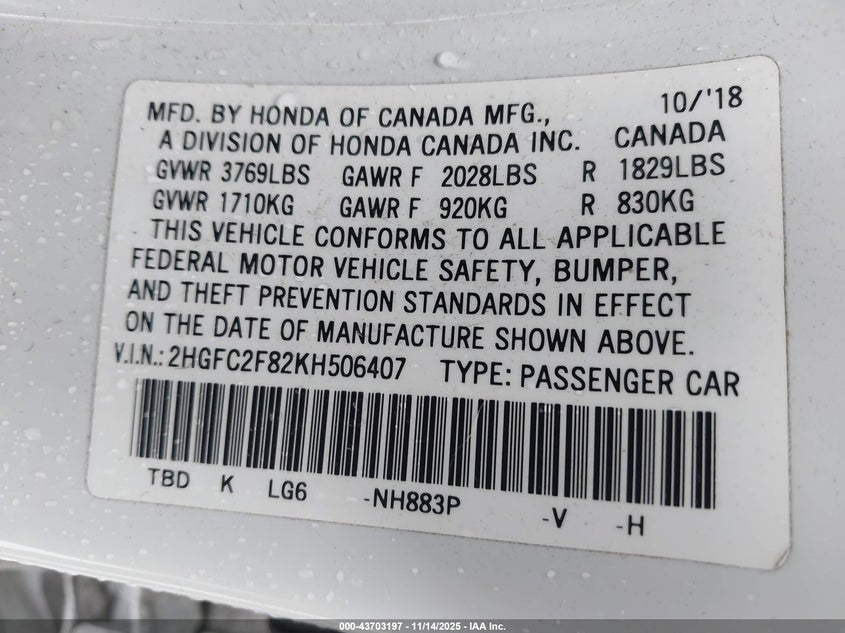 MFD. BY HONDA OF CANADA MFG., 10/'18
A DIVISION OF HONDA CANADA INC. CANADA
GVWR 3769LBS GAWR F 2028LBS R 1829LBS
GVWR 1710KG GAWR F 920KG R 830KG
THIS VEHICLE CONFORMS TO ALL APPLICABLE
FEDERAL MOTOR VEHICLE SAFETY, BUMPER,
AND THEFT PREVENTION STANDARDS IN EFFECT
ON THE DATE OF MANUFACTURE SHOWN ABOVE.
V.I.N.: 2HGFC2F82KH506407 TYPE: PASSENGER CAR
TBD K LG6 -NH883P -V -H
000-43703197 - 11/14/2025 - IAA Inc.